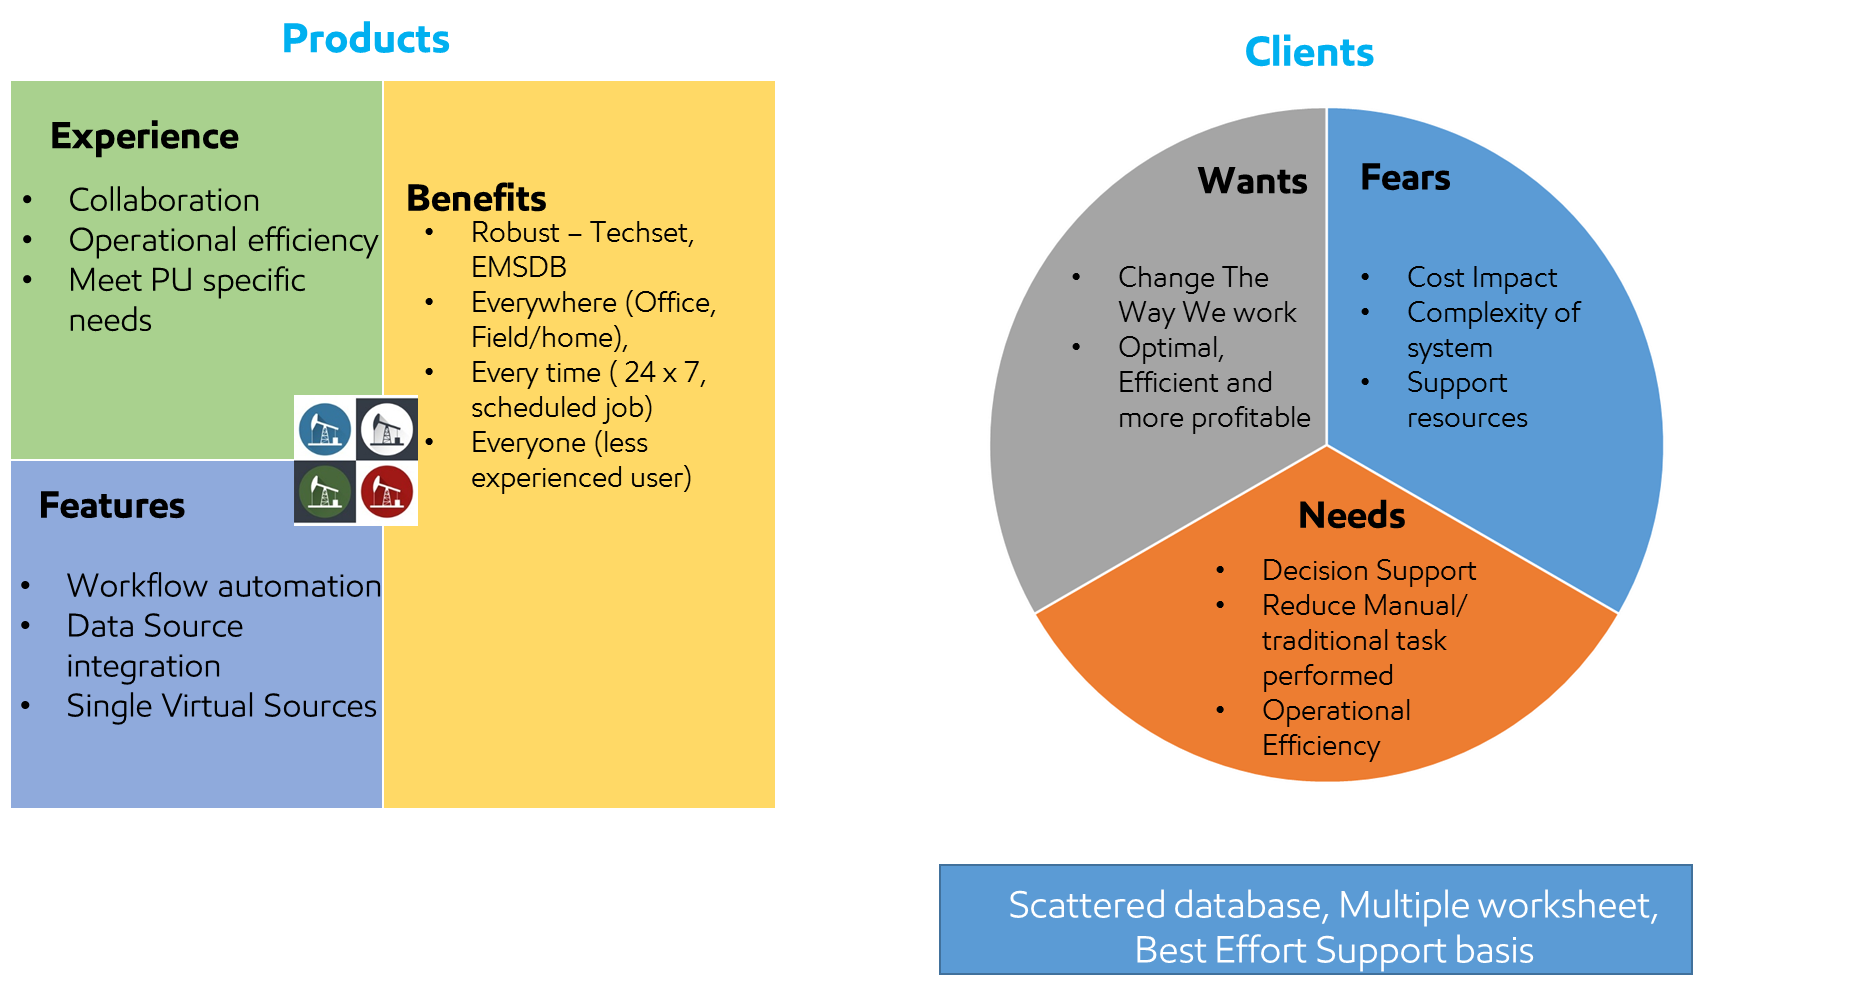 Products
Experience
• Collaboration
• Operational efficiency
• Meet PU specific
needs
Features
• Workflow automation
• Data Source
integration
• Single Virtual Sources
Benefits
• Robust – Techset,
EMSDB
• Everywhere (Office,
Field/home),
• Every time ( 24 x 7,
scheduled job)
• Everyone (less
experienced user)
Clients
Wants
• Change The
Way We work
• Optimal,
Efficient and
more profitable
Fears
• Cost Impact
• Complexity of
system
• Support
resources
Needs
• Decision Support
• Reduce Manual/
traditional task
performed
• Operational
Efficiency
Scattered database, Multiple worksheet,
Best Effort Support basis